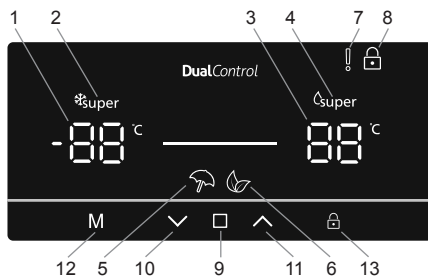 1 2 3 4 7 8
DualControl
super super
-88 °C 88 °C
M
12 5 10 9 11 6 13